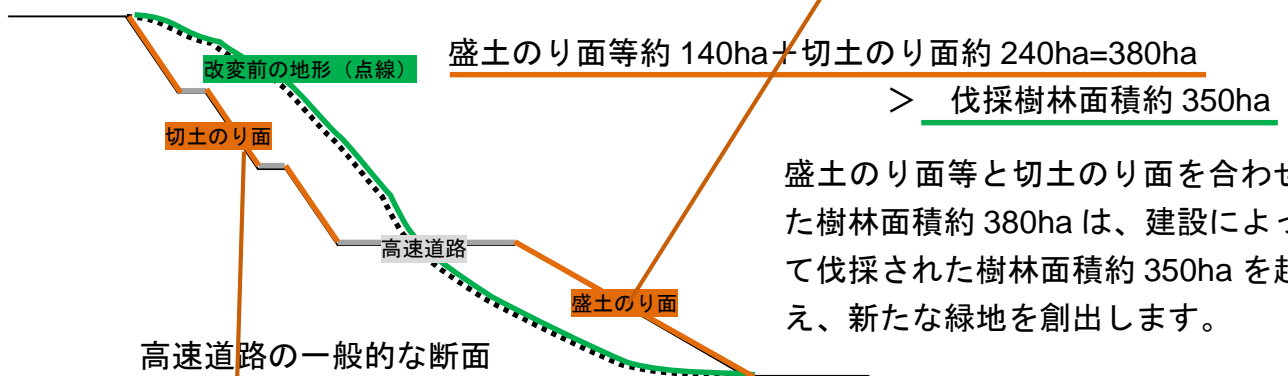 盛土のり面等約 140ha＋切土のり面約 240ha=380ha
＞ 伐採樹林面積約 350ha
改変前の地形（点線）
切土のり面
盛土のり面等と切土のり面を合わせ
た樹林面積約 380ha は、建設によっ
て伐採された樹林面積約 350ha を超
え、新たな緑地を創出します。
高速道路
盛土のり面
高速道路の一般的な断面